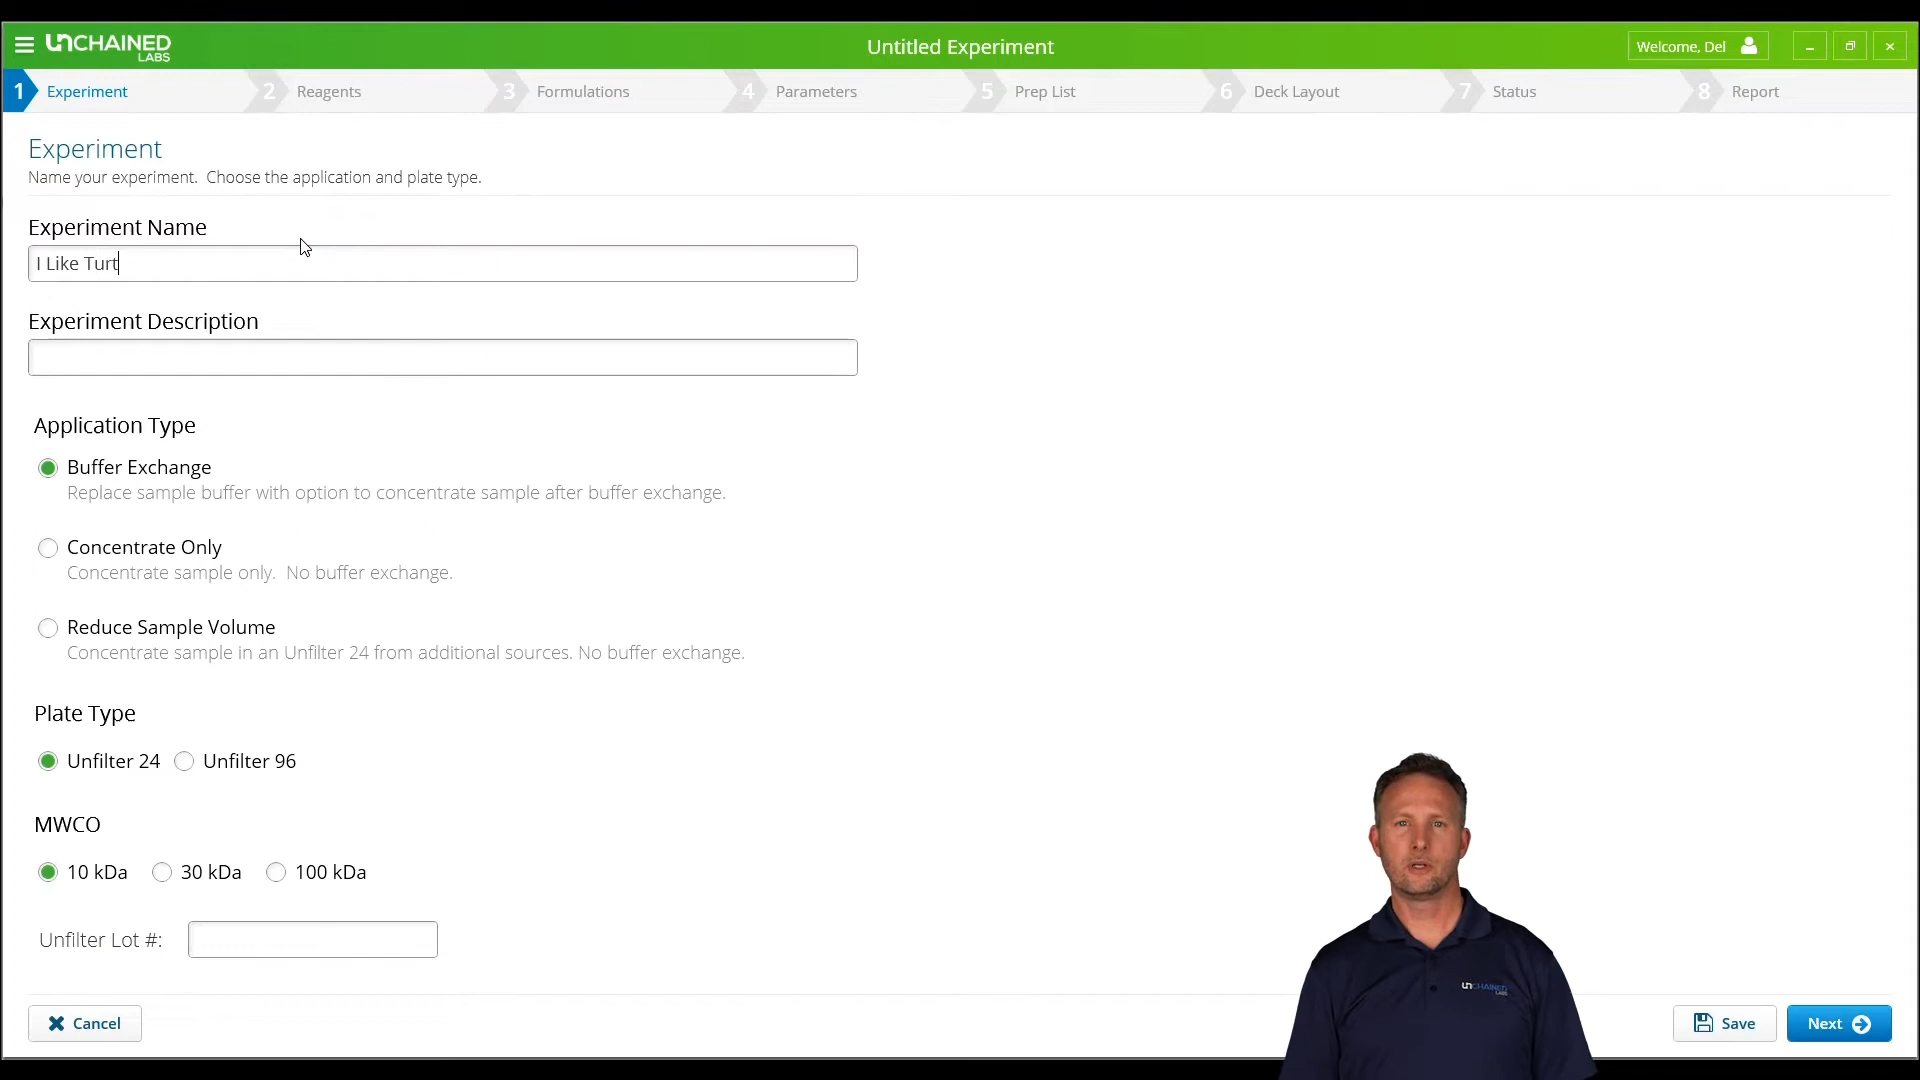 UNCHAINED LABS
Untitled Experiment
Welcome, Del
1 Experiment
2 Reagents
3 Formulations
4 Parameters
5 Prep List
6 Deck Layout
7 Status
8 Report
Experiment
Name your experiment. Choose the application and plate type.
Experiment Name
I Like Turt
Experiment Description
Application Type
Buffer Exchange
Replace sample buffer with option to concentrate sample after buffer exchange.
Concentrate Only
Concentrate sample only. No buffer exchange.
Reduce Sample Volume
Concentrate sample in an Unfilter 24 from additional sources. No buffer exchange.
Plate Type
Unfilter 24 Unfilter 96
MWCO
10 kDa 30 kDa 100 kDa
Unfilter Lot #:
UNCHAINED LABS
Cancel
Save
Next